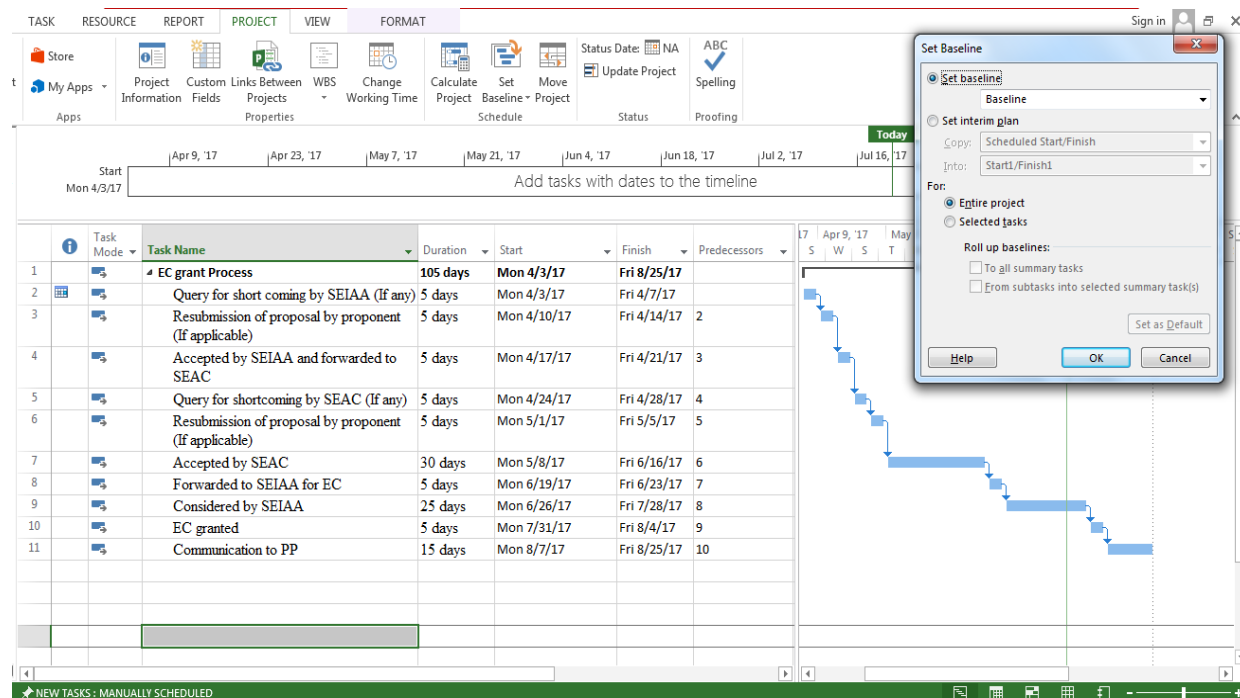 TASK RESOURCE REPORT PROJECT VIEW FORMAT Sign in
Store
My Apps
Apps
Project Information
Custom Fields
Links Between Projects
WBS
Change Working Time
Properties
Calculate Project
Set Baseline
Move Project
Schedule
Status Date: NA
Update Project
Status
ABC
Spelling
Proofing
Today
Apr 9, '17 Apr 23, '17 May 7, '17 May 21, '17 Jun 4, '17 Jun 18, '17 Jul 2, '17 Jul 16, '17
Start
Mon 4/3/17
Add tasks with dates to the timeline
Task Mode Task Name Duration Start Finish Predecessors
17 Apr 9, '17 May
S W S T
1 EC grant Process 105 days Mon 4/3/17 Fri 8/25/17
2 Query for short coming by SEIAA (If any) 5 days Mon 4/3/17 Fri 4/7/17
3 Resubmission of proposal by proponent (If applicable) 5 days Mon 4/10/17 Fri 4/14/17 2
4 Accepted by SEIAA and forwarded to SEAC 5 days Mon 4/17/17 Fri 4/21/17 3
5 Query for shortcoming by SEAC (If any) 5 days Mon 4/24/17 Fri 4/28/17 4
6 Resubmission of proposal by proponent (If applicable) 5 days Mon 5/1/17 Fri 5/5/17 5
7 Accepted by SEAC 30 days Mon 5/8/17 Fri 6/16/17 6
8 Forwarded to SEIAA for EC 5 days Mon 6/19/17 Fri 6/23/17 7
9 Considered by SEIAA 25 days Mon 6/26/17 Fri 7/28/17 8
10 EC granted 5 days Mon 7/31/17 Fri 8/4/17 9
11 Communication to PP 15 days Mon 8/7/17 Fri 8/25/17 10
Set Baseline
Set baseline
Baseline
Set interim plan
Copy: Scheduled Start/Finish
Into: Start1/Finish1
For:
Entire project
Selected tasks
Roll up baselines:
To all summary tasks
From subtasks into selected summary task(s)
Set as Default
Help OK Cancel
NEW TASKS : MANUALLY SCHEDULED